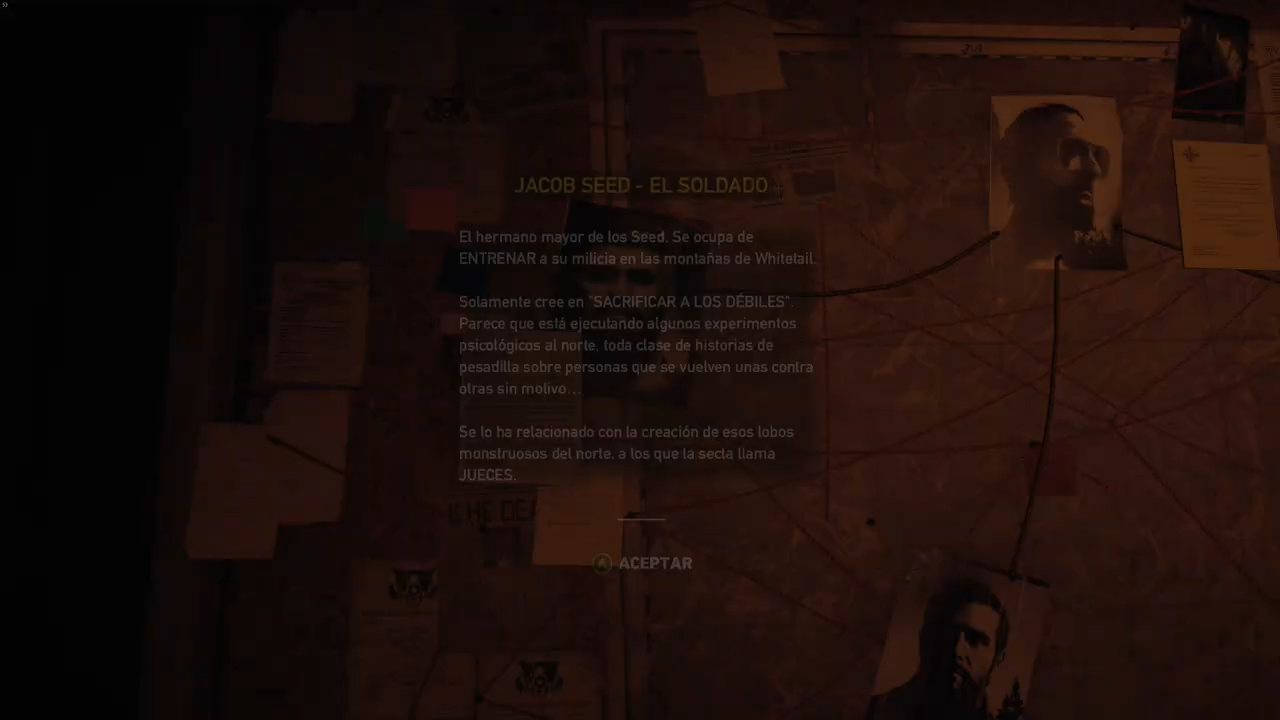 53
JACOB SEED - EL SOLDADO
El hermano mayor de los Seed. Se ocupa de
ENTRENAR a su milicia en las montañas de Whitetail.
Solamente cree en "SACRIFICAR A LOS DÉBILES".
Parece que está ejecutando algunos experimentos
psicológicos al norte, toda clase de historias de
pesadilla sobre personas que se vuelven unas contra
otras sin motivo...
Se lo ha relacionado con la creación de esos lobos
monstruosos del norte, a los que la secta llama
JUECES.
HE
A ACEPTAR